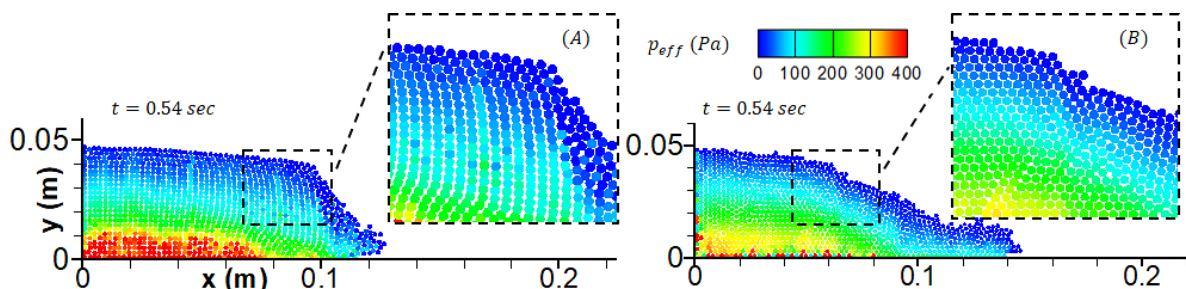 (A)
t = 0.54 sec
0.05
y (m)
0
0
0.1
0.2
x (m)
p_eff (Pa)
0 100 200 300 400
(B)
t = 0.54 sec
0.05
y (m)
0
0
0.1
0.2
x (m)